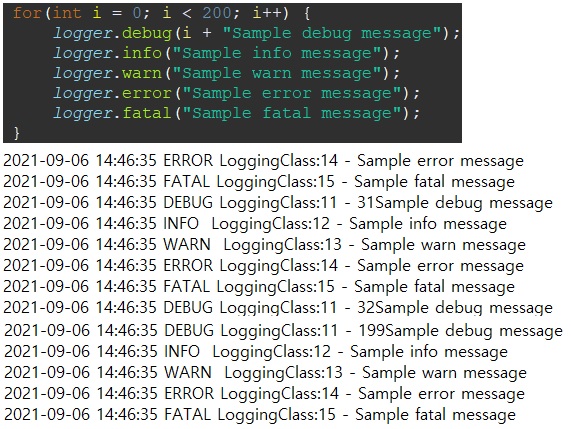 for(int i = 0; i < 200; i++) {
    logger.debug(i + "Sample debug message");
    logger.info("Sample info message");
    logger.warn("Sample warn message");
    logger.error("Sample error message");
    logger.fatal("Sample fatal message");
}
2021-09-06 14:46:35 ERROR LoggingClass:14 - Sample error message
2021-09-06 14:46:35 FATAL LoggingClass:15 - Sample fatal message
2021-09-06 14:46:35 DEBUG LoggingClass:11 - 31Sample debug message
2021-09-06 14:46:35 INFO  LoggingClass:12 - Sample info message
2021-09-06 14:46:35 WARN  LoggingClass:13 - Sample warn message
2021-09-06 14:46:35 ERROR LoggingClass:14 - Sample error message
2021-09-06 14:46:35 FATAL LoggingClass:15 - Sample fatal message
2021-09-06 14:46:35 DEBUG LoggingClass:11 - 32Sample debug message
2021-09-06 14:46:35 DEBUG LoggingClass:11 - 199Sample debug message
2021-09-06 14:46:35 INFO  LoggingClass:12 - Sample info message
2021-09-06 14:46:35 WARN  LoggingClass:13 - Sample warn message
2021-09-06 14:46:35 ERROR LoggingClass:14 - Sample error message
2021-09-06 14:46:35 FATAL LoggingClass:15 - Sample fatal message